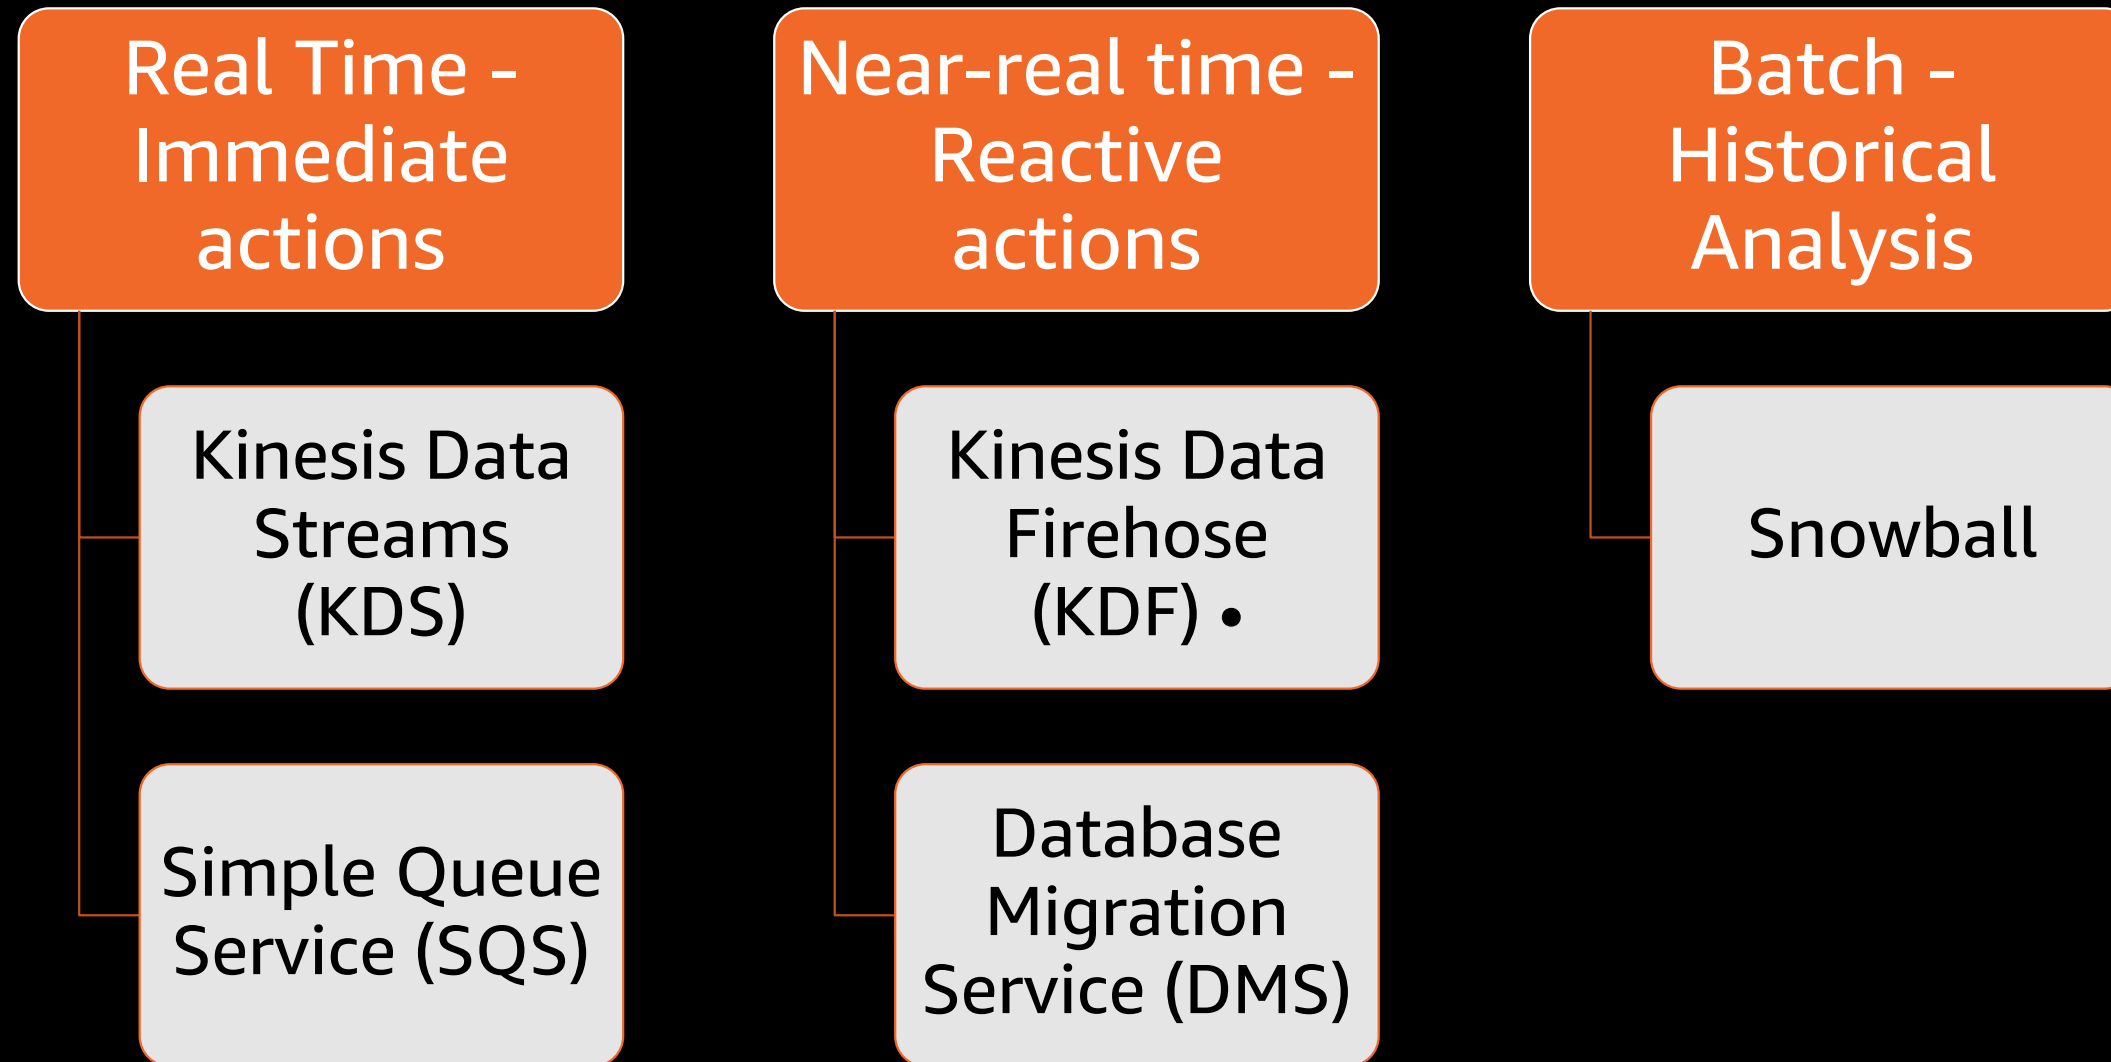 Real Time -
Immediate
actions
Kinesis Data
Streams
(KDS)
Simple Queue
Service (SQS)
Near-real time -
Reactive
actions
Kinesis Data
Firehose
(KDF) •
Database
Migration
Service (DMS)
Batch -
Historical
Analysis
Snowball